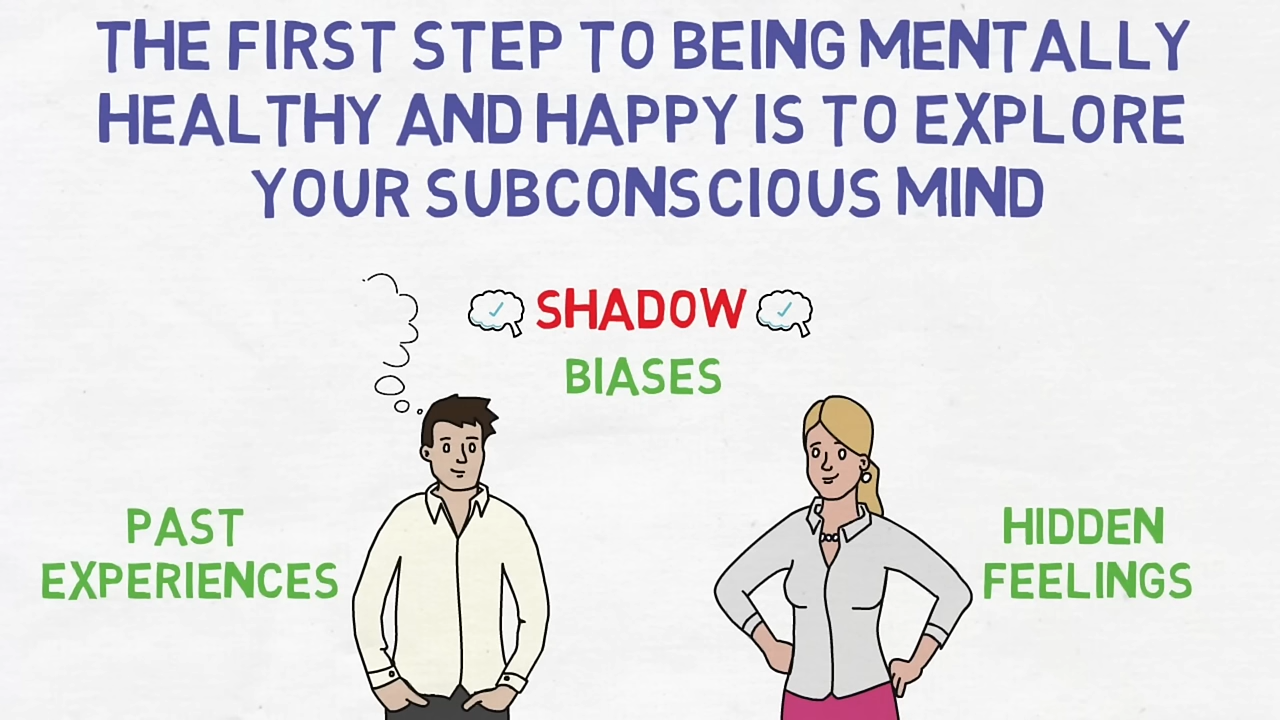 THE FIRST STEP TO BEING MENTALLY
HEALTHY AND HAPPY IS TO EXPLORE
YOUR SUBCONSCIOUS MIND
SHADOW
BIASES
PAST
EXPERIENCES
HIDDEN
FEELINGS